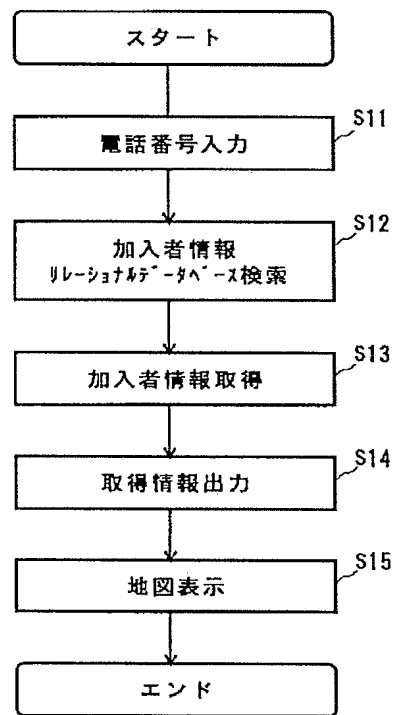 スタート
S11
電話番号入力
S12
加入者情報
ﾘﾚｰｼｮﾅﾙﾃﾞｰﾀﾍﾞｰｽ検索
S13
加入者情報取得
S14
取得情報出力
S15
地図表示
エンド